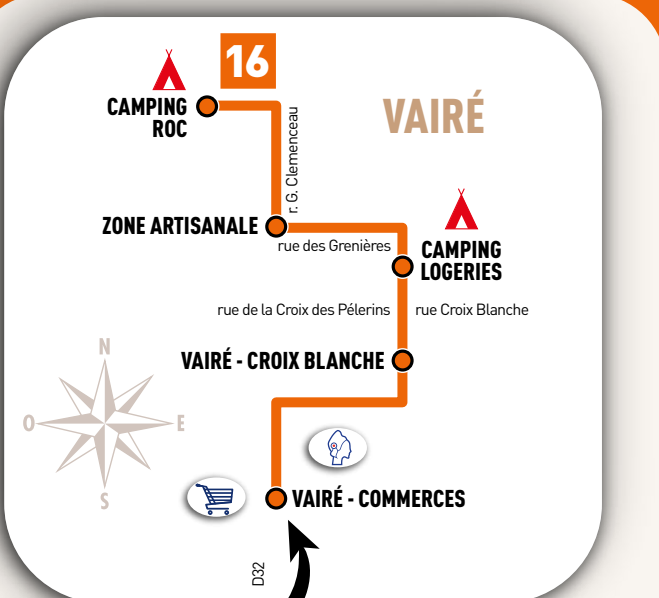 16
VAIRÉ
CAMPING
ROC
r. G. Clemenceau
ZONE ARTISANALE
rue des Grenières
CAMPING
LOGERIES
rue de la Croix des Pélerins
rue Croix Blanche
VAIRÉ - CROIX BLANCHE
N
O
E
S
VAIRÉ - COMMERCES
D32